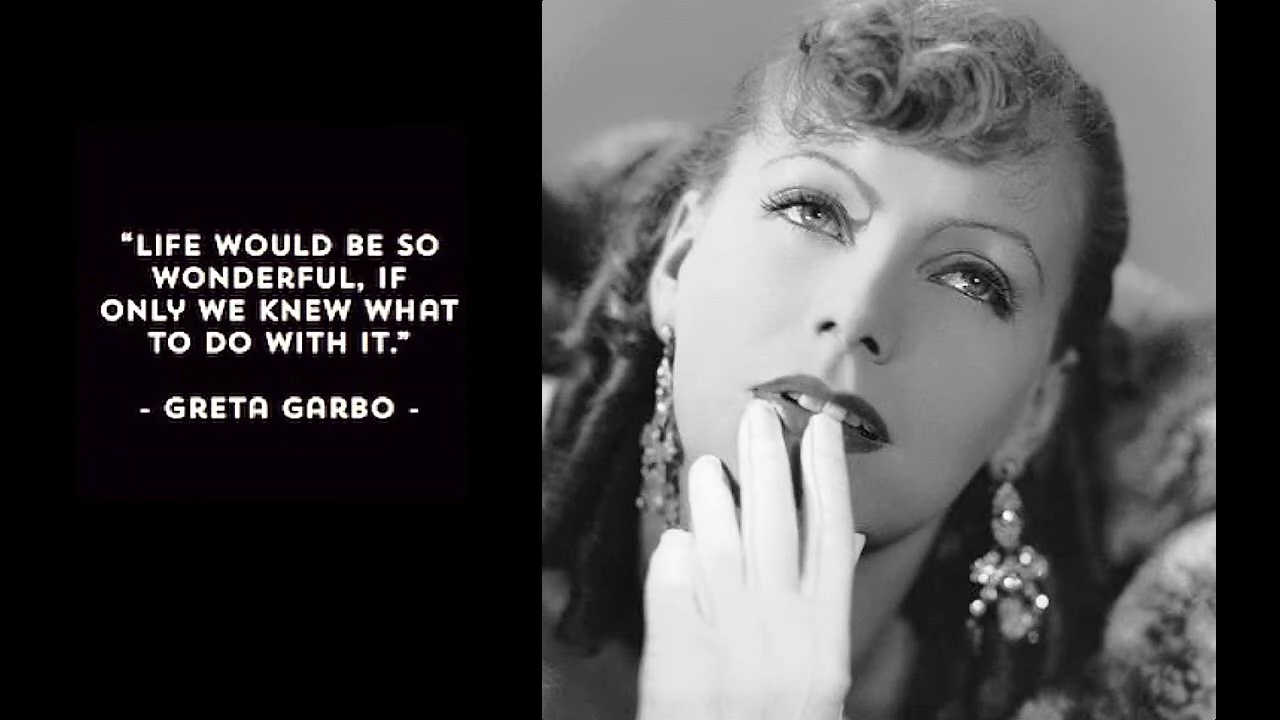 “LIFE WOULD BE SO
WONDERFUL, IF
ONLY WE KNEW WHAT
TO DO WITH IT.”
- GRETA GARBO -